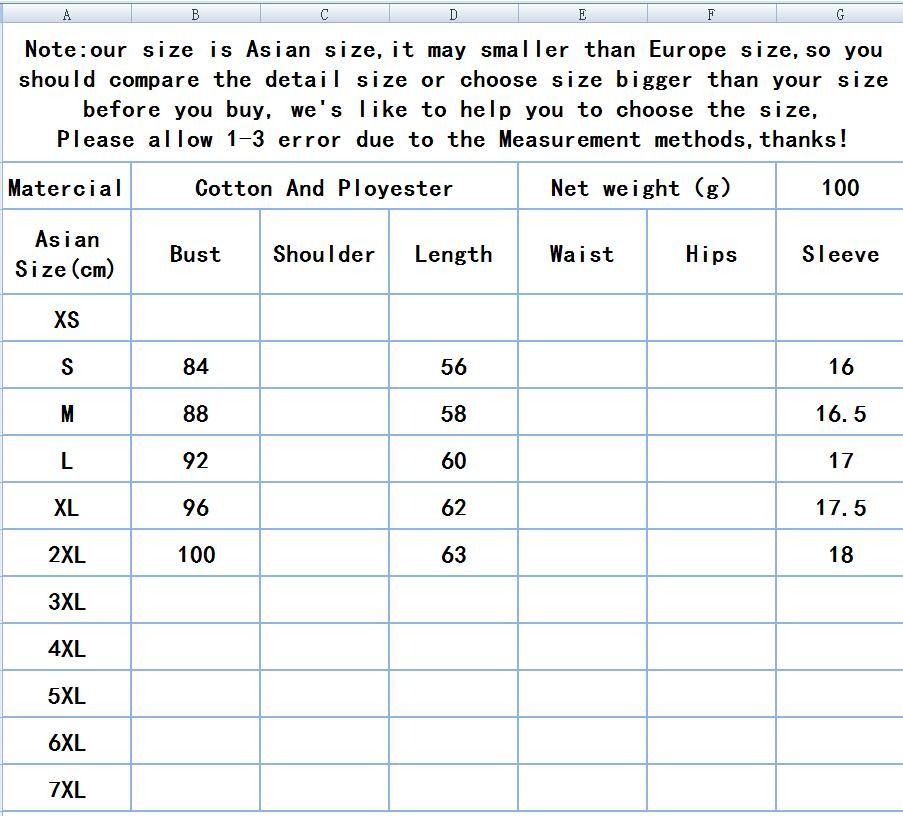 A B C D E F G
Note:our size is Asian size,it may smaller than Europe size,so you
should compare the detail size or choose size bigger than your size
before you buy, we's like to help you to choose the size,
Please allow 1-3 error due to the Measurement methods,thanks!
Matercial Cotton And Ployester Net weight (g) 100
Asian
Size(cm) Bust Shoulder Length Waist Hips Sleeve
XS
S 84 56 16
M 88 58 16.5
L 92 60 17
XL 96 62 17.5
2XL 100 63 18
3XL
4XL
5XL
6XL
7XL